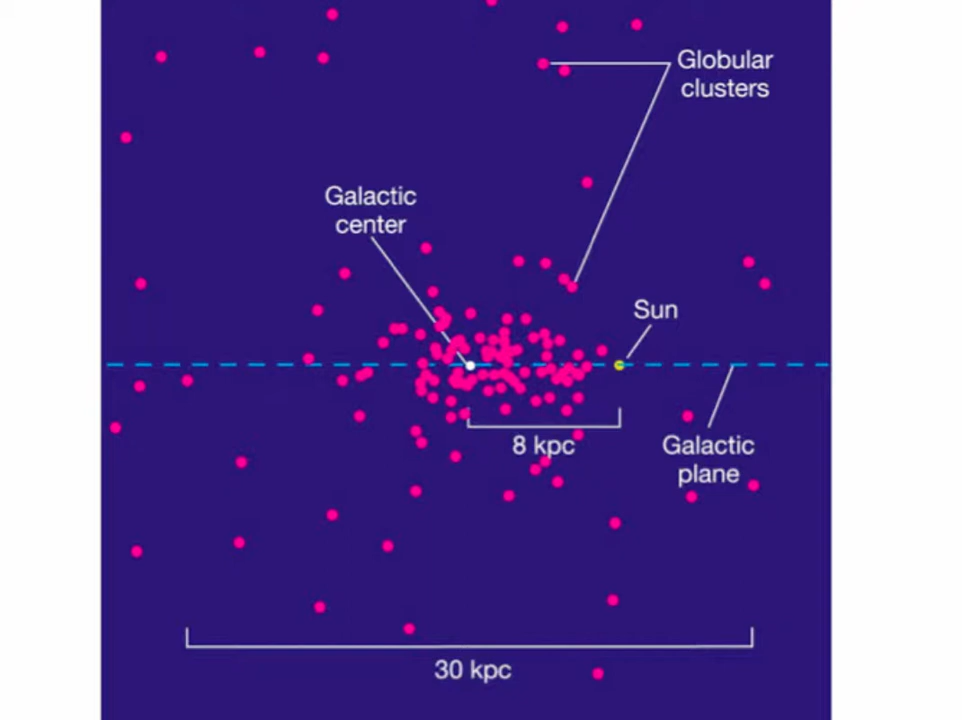 Globular
clusters
Galactic
center
Sun
8 kpc
Galactic
plane
30 kpc